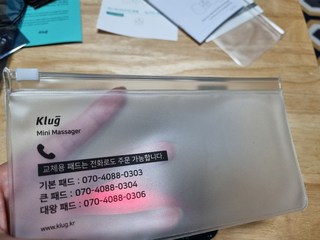 Klug
Mini Massager
교체용 패드는 전화로도 주문 가능합니다.
기본 패드 : 070-4088-0303
큰 패드 : 070-4088-0304
대왕 패드 : 070-4088-0306
www.klug.kr